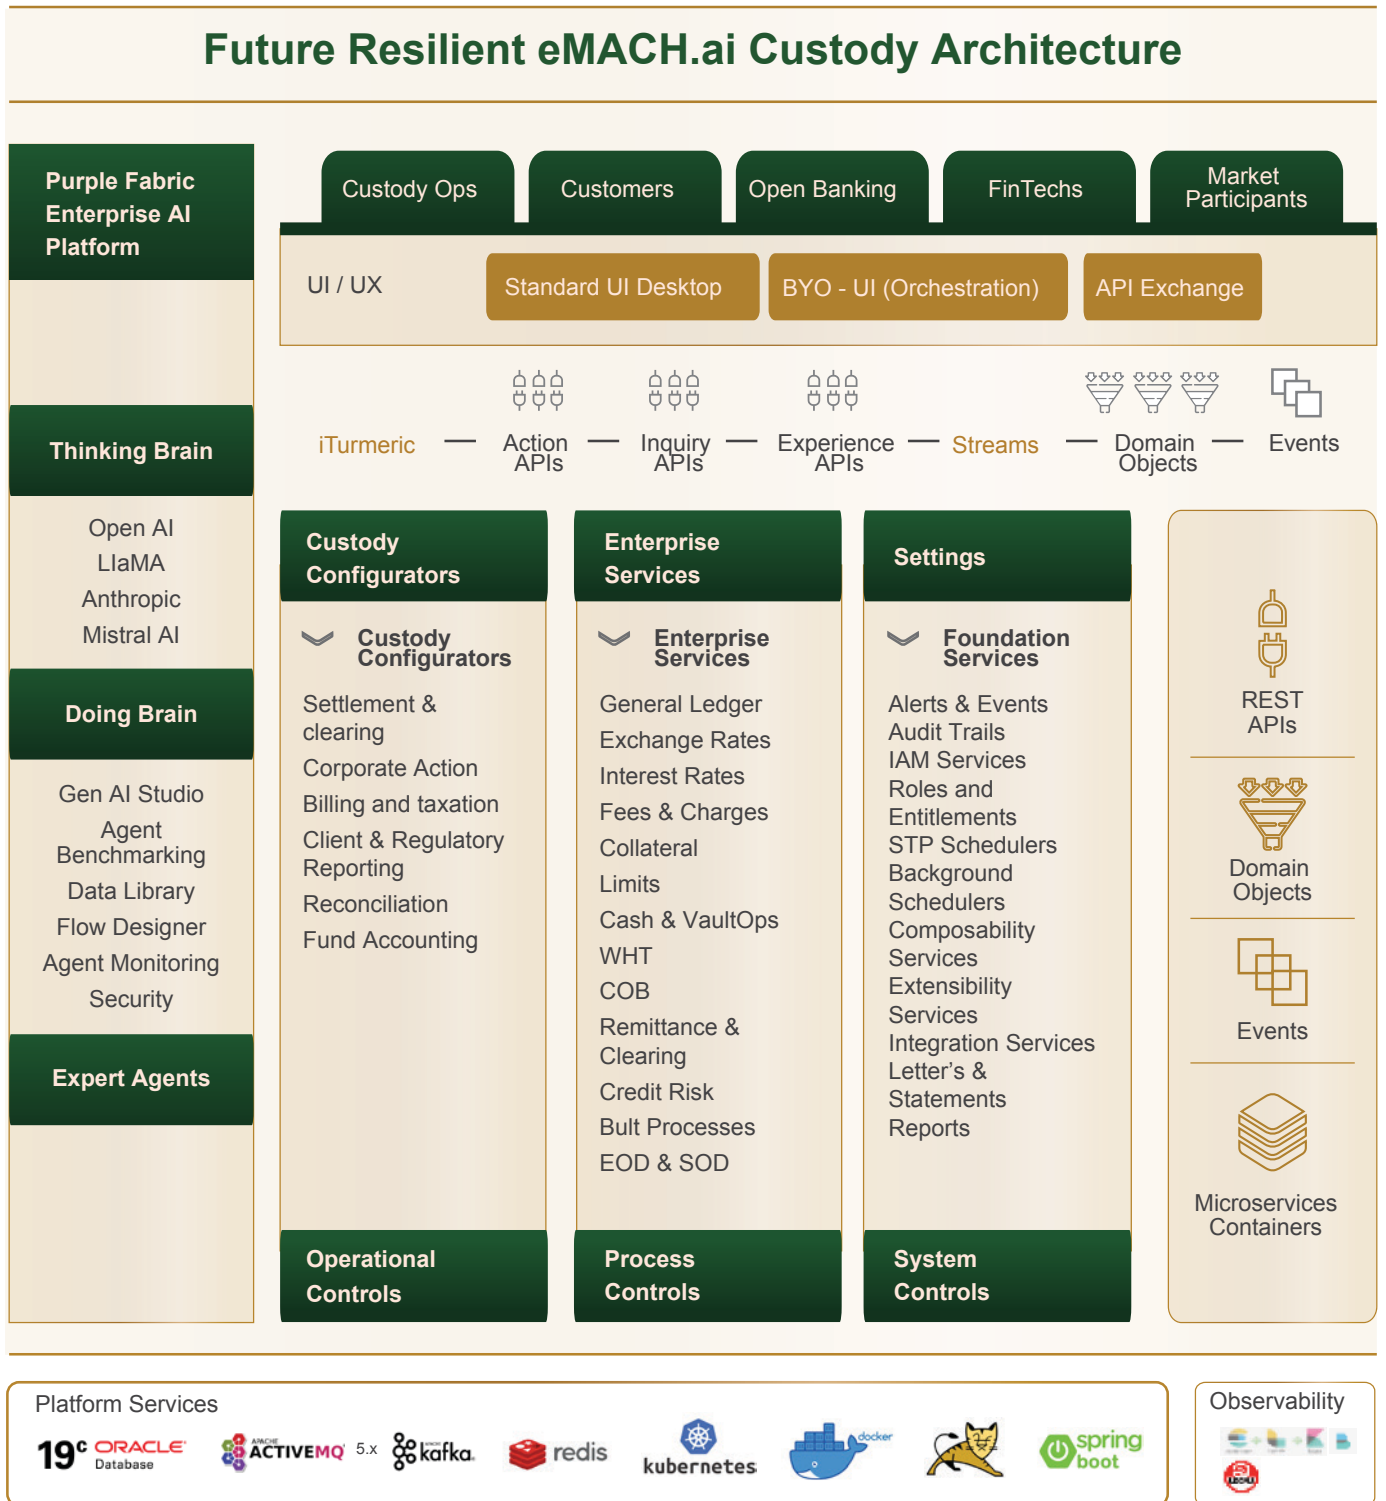 Future Resilient eMACH.ai Custody Architecture
Purple Fabric
Enterprise AI
Platform
Thinking Brain
Open AI
LlaMA
Anthropic
Mistral AI
Doing Brain
Gen AI Studio
Agent
Benchmarking
Data Library
Flow Designer
Agent Monitoring
Security
Expert Agents
Custody Ops
Customers
Open Banking
FinTechs
Market
Participants
UI / UX
Standard UI Desktop
BYO - UI (Orchestration)
API Exchange
iTurmeric
Action
APIs
Inquiry
APIs
Experience
APIs
Streams
Domain
Objects
Events
Custody
Configurators
Custody
Configurators
Settlement &
clearing
Corporate Action
Billing and taxation
Client & Regulatory
Reporting
Reconciliation
Fund Accounting
Operational
Controls
Enterprise
Services
Enterprise
Services
General Ledger
Exchange Rates
Interest Rates
Fees & Charges
Collateral
Limits
Cash & VaultOps
WHT
COB
Remittance &
Clearing
Credit Risk
Bult Processes
EOD & SOD
Process
Controls
Settings
Foundation
Services
Alerts & Events
Audit Trails
IAM Services
Roles and
Entitlements
STP Schedulers
Background
Schedulers
Composability
Services
Extensibility
Services
Integration Services
Letter's &
Statements
Reports
System
Controls
REST
APIs
Domain
Objects
Events
Microservices
Containers
Platform Services
19c ORACLE
Database
APACHE
ACTIVEMQ 5.x
kafka
redis
kubernetes
docker
spring
boot
Observability